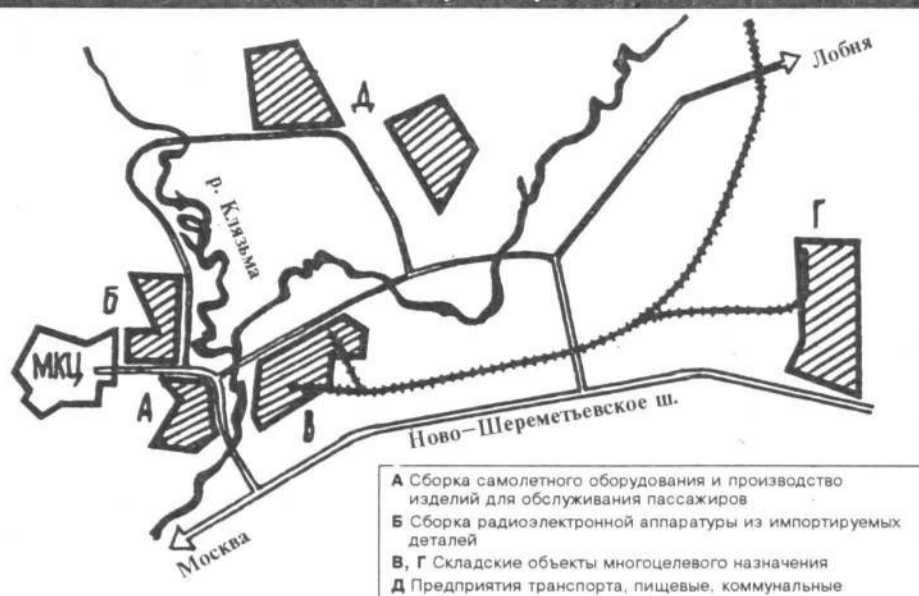 Лобня
Д
р. Клязьма
Г
Б
МКЦ
А
В
Ново-Шереметьевское ш.
Москва
А Сборка самолетного оборудования и производство
изделий для обслуживания пассажиров
Б Сборка радиоэлектронной аппаратуры из импортируемых
деталей
В, Г Складские объекты многоцелевого назначения
Д Предприятия транспорта, пищевые, коммунальные